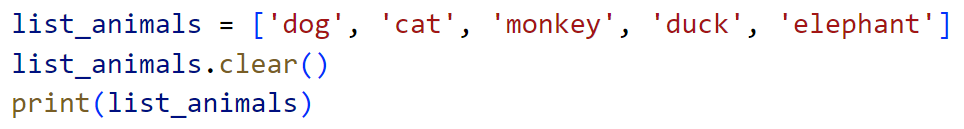 list_animals = ['dog', 'cat', 'monkey', 'duck', 'elephant']
list_animals.clear()
print(list_animals)